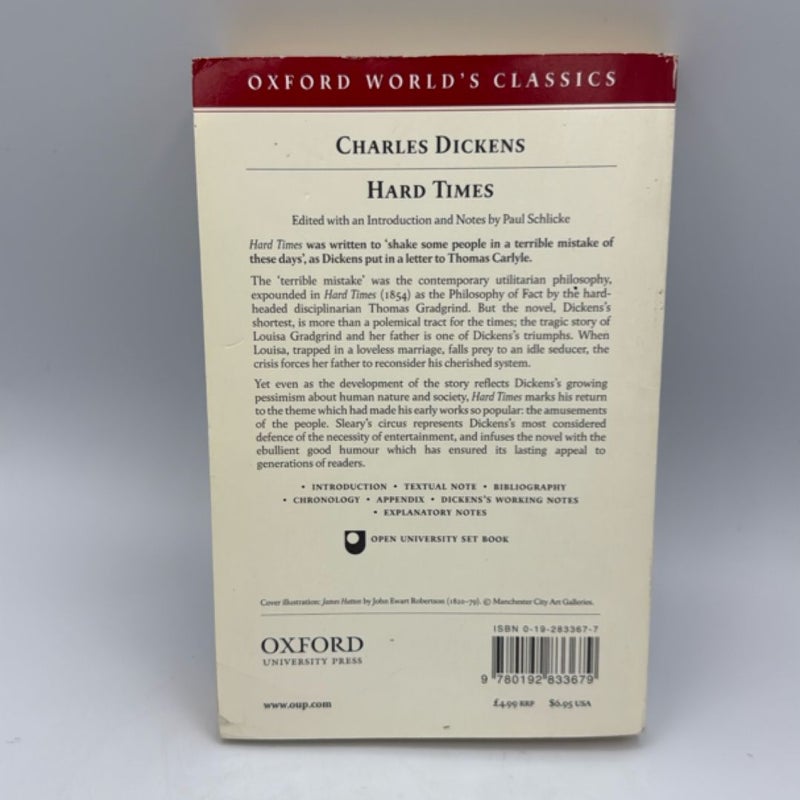 OXFORD WORLD'S CLASSICS
CHARLES DICKENS
HARD TIMES
Edited with an Introduction and Notes by Paul Schlicke
Hard Times was written to 'shake some people in a terrible mistake of
these days', as Dickens put in a letter to Thomas Carlyle.
The 'terrible mistake' was the contemporary utilitarian philosophy,
expounded in Hard Times (1854) as the Philosophy of Fact by the hard-
headed disciplinarian Thomas Gradgrind. But the novel, Dickens's
shortest, is more than a polemical tract for the times; the tragic story of
Louisa Gradgrind and her father is one of Dickens's triumphs. When
Louisa, trapped in a loveless marriage, falls prey to an idle seducer, the
crisis forces her father to reconsider his cherished system.
Yet even as the development of the story reflects Dickens's growing
pessimism about human nature and society, Hard Times marks his return
to the theme which had made his early works so popular: the amusements
of the people. Sleary's circus represents Dickens's most considered
defence of the necessity of entertainment, and infuses the novel with the
ebullient good humour which has ensured its lasting appeal to
generations of readers.
• INTRODUCTION • TEXTUAL NOTE • BIBLIOGRAPHY
• CHRONOLOGY • APPENDIX • DICKENS'S WORKING NOTES
• EXPLANATORY NOTES
OPEN UNIVERSITY SET BOOK
Cover illustration: James Hatton by John Ewart Robertson (1820–79). © Manchester City Art Galleries.
ISBN 0-19-283367-7
OXFORD
UNIVERSITY PRESS
9 780192 833679
www.oup.com
£4.99 RRP $6.95 USA